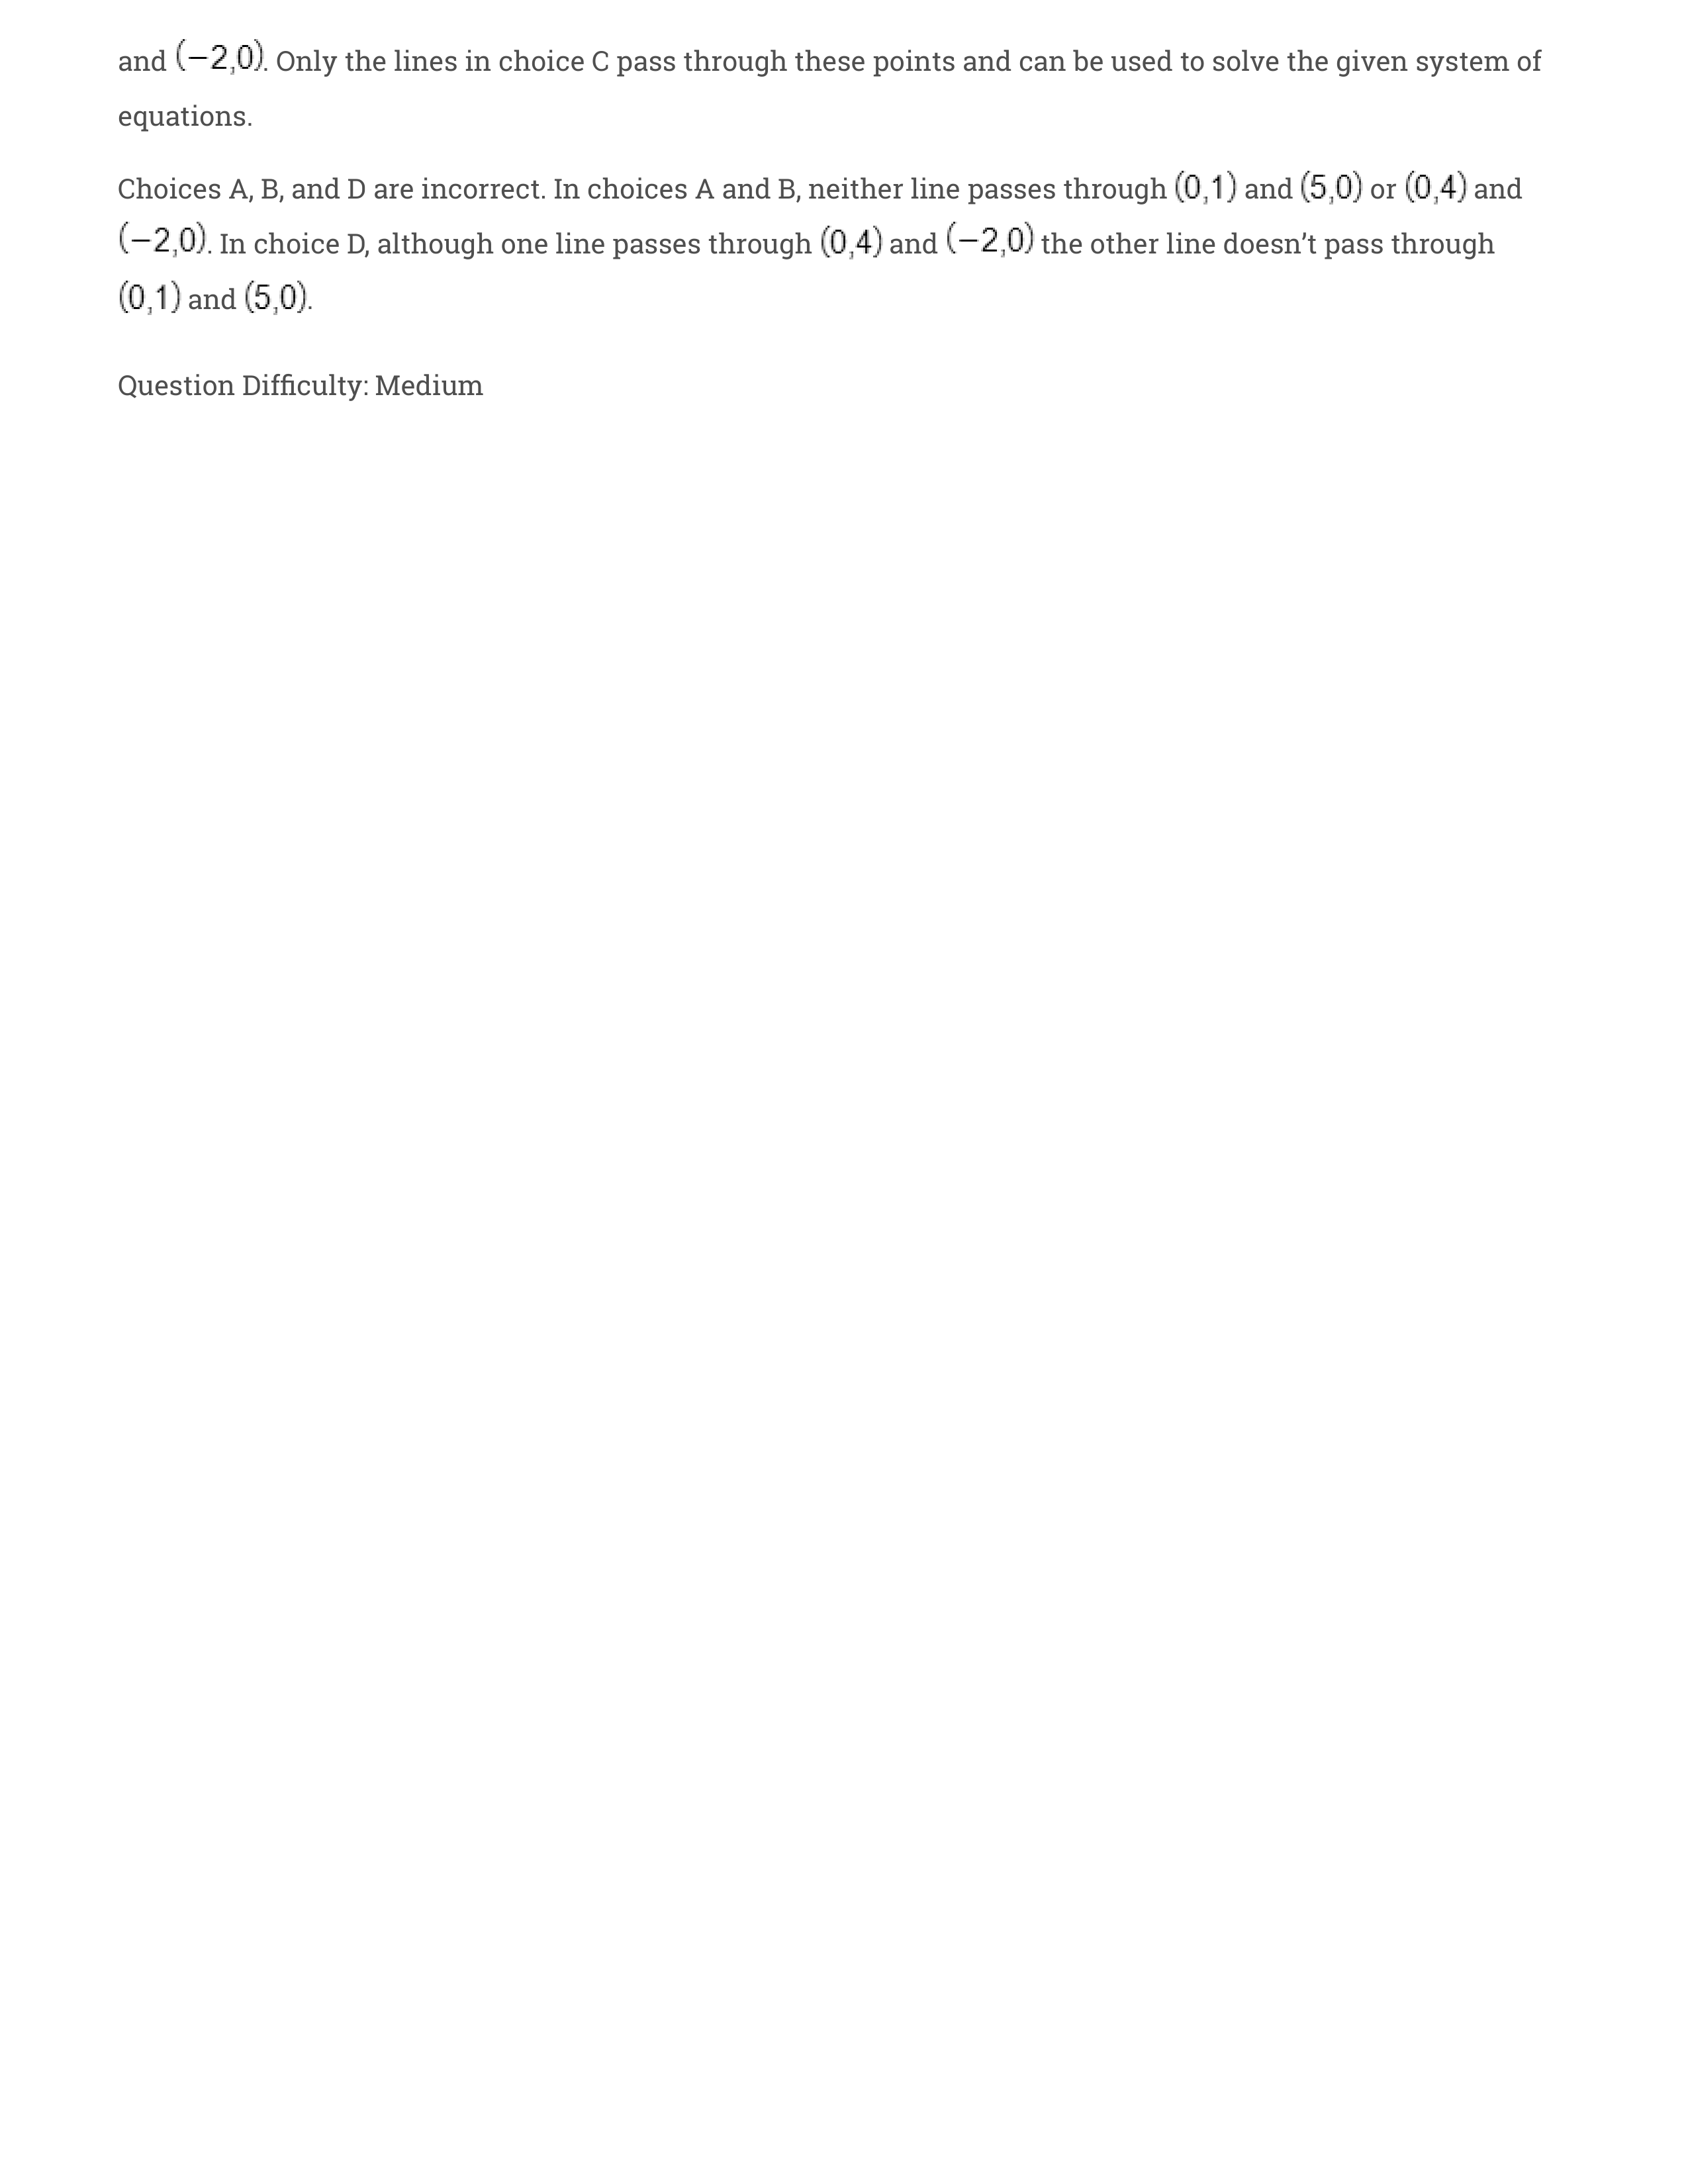 and (−2,0). Only the lines in choice C pass through these points and can be used to solve the given system of
equations.
Choices A, B, and D are incorrect. In choices A and B, neither line passes through (0,1) and (5,0) or (0,4) and
(−2,0). In choice D, although one line passes through (0,4) and (−2,0) the other line doesn’t pass through
(0,1) and (5,0).
Question Difficulty: Medium